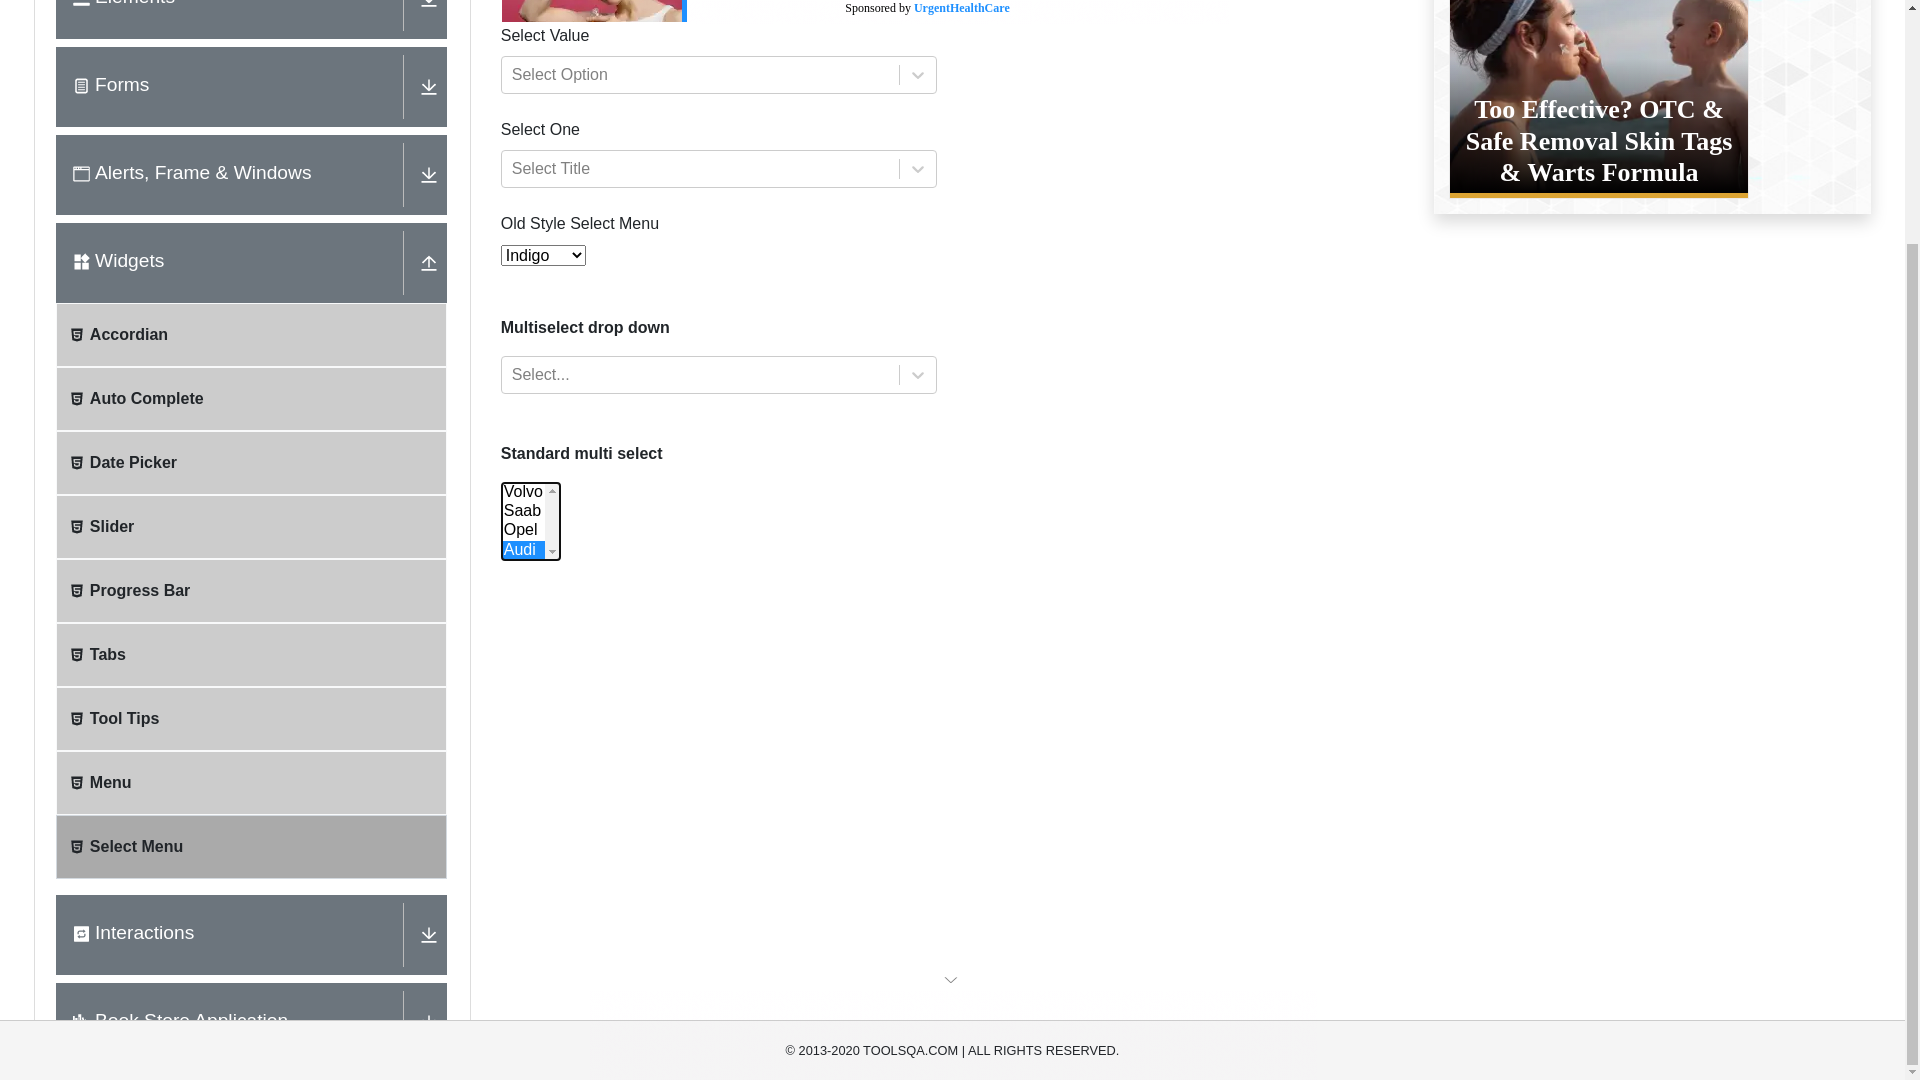 Elements
Forms
Alerts, Frame & Windows
Widgets
Accordian
Auto Complete
Date Picker
Slider
Progress Bar
Tabs
Tool Tips
Menu
Select Menu
Interactions
Book Store Application
Sponsored by UrgentHealthCare
Select Value
Select Option
Select One
Select Title
Old Style Select Menu
Indigo
Multiselect drop down
Select...
Standard multi select
Volvo
Saab
Opel
Audi
Too Effective? OTC &
Safe Removal Skin Tags
& Warts Formula
© 2013-2020 TOOLSQA.COM | ALL RIGHTS RESERVED.